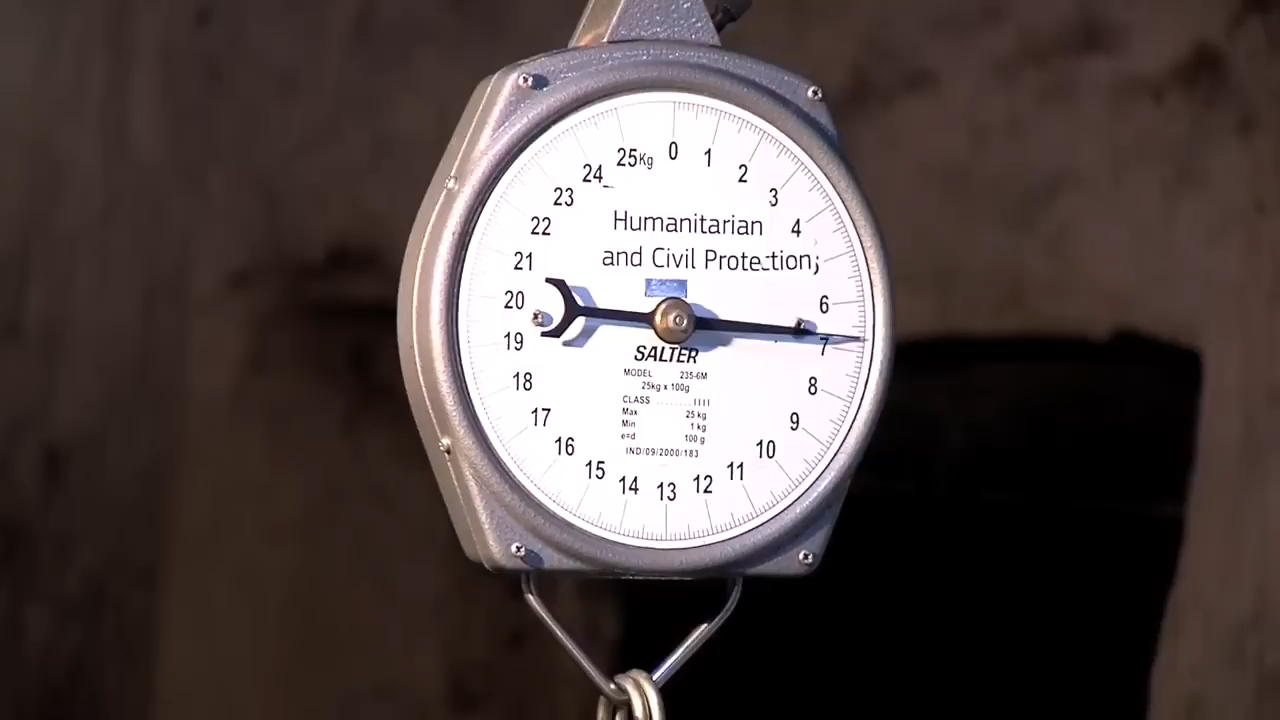 0
1
2
3
4
5
6
7
8
9
10
11
12
13
14
15
16
17
18
19
20
21
22
23
24
25Kg
Humanitarian
and Civil Protection
SALTER
MODEL 235-6M
25kg x 100g
CLASS ........ IIII
Max 25 kg
Min 1 kg
e=d 100 g
IND/09/2000/183